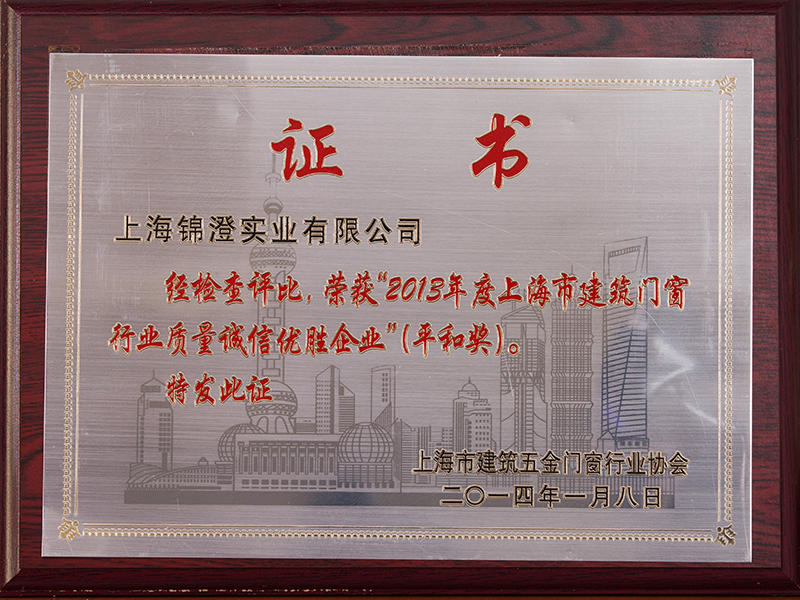 证 书
上海锦澄实业有限公司
经检查评比,荣获“2013年度上海市建筑门窗
行业质量诚信优胜企业”(平和奖)。
特发此证
上海市建筑五金门窗行业协会
二〇一四年一月八日